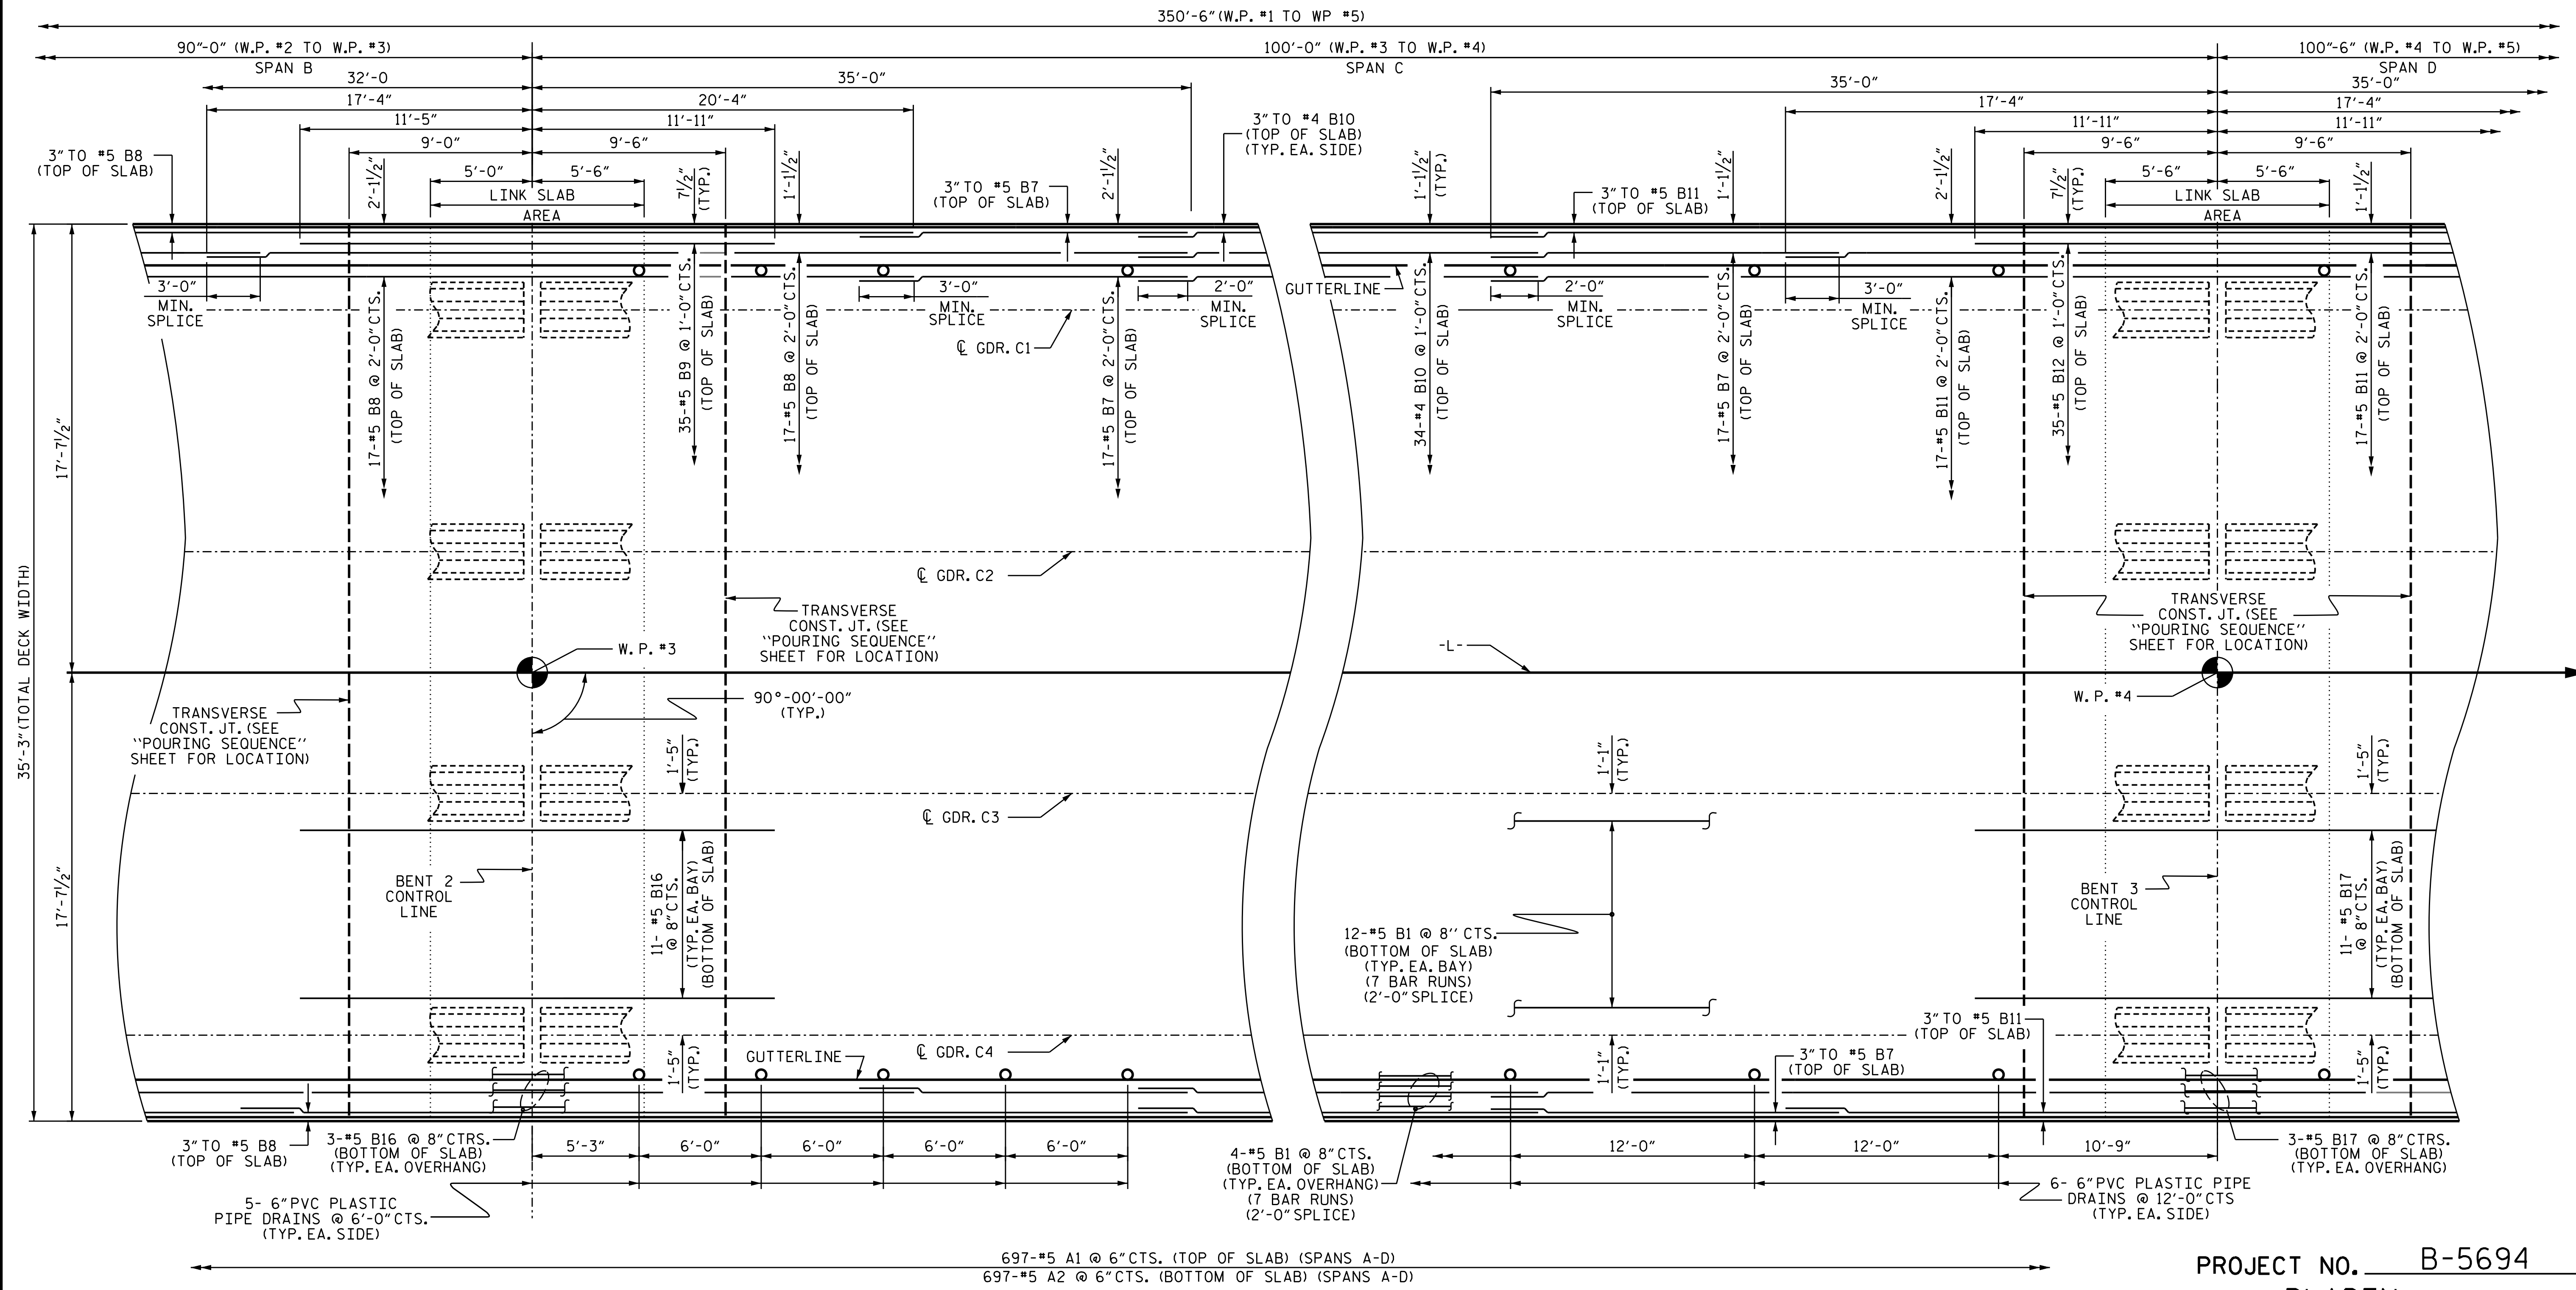 350'-6" (W.P. #1 TO WP #5)
90"-0" (W.P. #2 TO W.P. #3)
SPAN B
100'-0" (W.P. #3 TO W.P. #4)
SPAN C
100"-6" (W.P. #4 TO W.P. #5)
SPAN D
32'-0
35'-0"
35'-0"
35'-0"
17'-4"
20'-4"
17'-4"
17'-4"
11'-5"
11'-11"
11'-11"
11'-11"
9'-0"
9'-6"
9'-6"
9'-6"
5'-0"
5'-6"
5'-6"
5'-6"
LINK SLAB
AREA
LINK SLAB
AREA
3" TO #5 B8
(TOP OF SLAB)
2'-1½"
7½"
(TYP.)
1'-1½"
3" TO #5 B7
(TOP OF SLAB)
2'-1½"
3" TO #4 B10
(TOP OF SLAB)
(TYP. EA. SIDE)
1'-1½"
(TYP.)
3" TO #5 B11
(TOP OF SLAB)
1'-1½"
2'-1½"
7½"
(TYP.)
1'-1½"
3'-0"
MIN.
SPLICE
3'-0"
MIN.
SPLICE
2'-0"
MIN.
SPLICE
GUTTERLINE
2'-0"
MIN.
SPLICE
3'-0"
MIN.
SPLICE
17-#5 B8 @ 2'-0" CTS.
(TOP OF SLAB)
35-#5 B9 @ 1'-0" CTS.
(TOP OF SLAB)
17-#5 B8 @ 2'-0" CTS.
(TOP OF SLAB)
17-#5 B7 @ 2'-0" CTS.
(TOP OF SLAB)
34-#4 B10 @ 1'-0" CTS.
(TOP OF SLAB)
17-#5 B7 @ 2'-0" CTS.
(TOP OF SLAB)
17-#5 B11 @ 2'-0" CTS.
(TOP OF SLAB)
35-#5 B12 @ 1'-0" CTS.
(TOP OF SLAB)
17-#5 B11 @ 2'-0" CTS.
(TOP OF SLAB)
℄ GDR. C1
℄ GDR. C2
℄ GDR. C3
℄ GDR. C4
35'-3" (TOTAL DECK WIDTH)
17'-7½"
17'-7½"
TRANSVERSE
CONST. JT. (SEE
''POURING SEQUENCE''
SHEET FOR LOCATION)
W. P. #3
-L-
TRANSVERSE
CONST. JT. (SEE
''POURING SEQUENCE''
SHEET FOR LOCATION)
W. P. #4
90°-00'-00"
(TYP.)
TRANSVERSE
CONST. JT. (SEE
''POURING SEQUENCE''
SHEET FOR LOCATION)
1'-5"
(TYP.)
1'-1"
(TYP.)
1'-5"
(TYP.)
BENT 2
CONTROL
LINE
11- #5 B16
@ 8" CTS.
(TYP. EA. BAY)
(BOTTOM OF SLAB)
12-#5 B1 @ 8'' CTS.
(BOTTOM OF SLAB)
(TYP. EA. BAY)
(7 BAR RUNS)
(2'-0" SPLICE)
BENT 3
CONTROL
LINE
11- #5 B17
@ 8" CTS.
(TYP. EA. BAY)
(BOTTOM OF SLAB)
1'-5"
(TYP.)
GUTTERLINE
1'-1"
(TYP.)
3" TO #5 B7
(TOP OF SLAB)
3" TO #5 B11
(TOP OF SLAB)
1'-5"
(TYP.)
3" TO #5 B8
(TOP OF SLAB)
3-#5 B16 @ 8" CTRS.
(BOTTOM OF SLAB)
(TYP. EA. OVERHANG)
5'-3"
6'-0"
6'-0"
6'-0"
6'-0"
4-#5 B1 @ 8" CTS.
(BOTTOM OF SLAB)
(TYP. EA. OVERHANG)
(7 BAR RUNS)
(2'-0" SPLICE)
12'-0"
12'-0"
10'-9"
3-#5 B17 @ 8" CTRS.
(BOTTOM OF SLAB)
(TYP. EA. OVERHANG)
5- 6" PVC PLASTIC
PIPE DRAINS @ 6'-0" CTS.
(TYP. EA. SIDE)
6- 6" PVC PLASTIC PIPE
DRAINS @ 12'-0" CTS
(TYP. EA. SIDE)
697-#5 A1 @ 6" CTS. (TOP OF SLAB) (SPANS A-D)
697-#5 A2 @ 6" CTS. (BOTTOM OF SLAB) (SPANS A-D)
PROJECT NO. B-5694